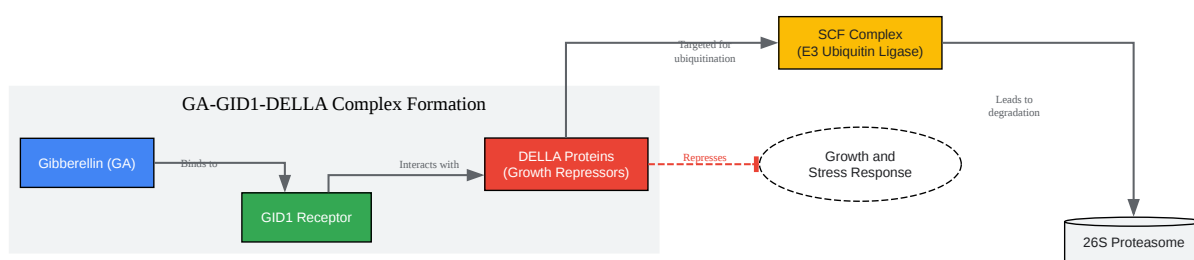 GA-GID1-DELLA Complex Formation
Gibberellin (GA)
Binds to
GID1 Receptor
Interacts with
DELLA Proteins
(Growth Repressors)
Targeted for
ubiquitination
SCF Complex
(E3 Ubiquitin Ligase)
Represses
Growth and
Stress Response
Leads to
degradation
26S Proteasome